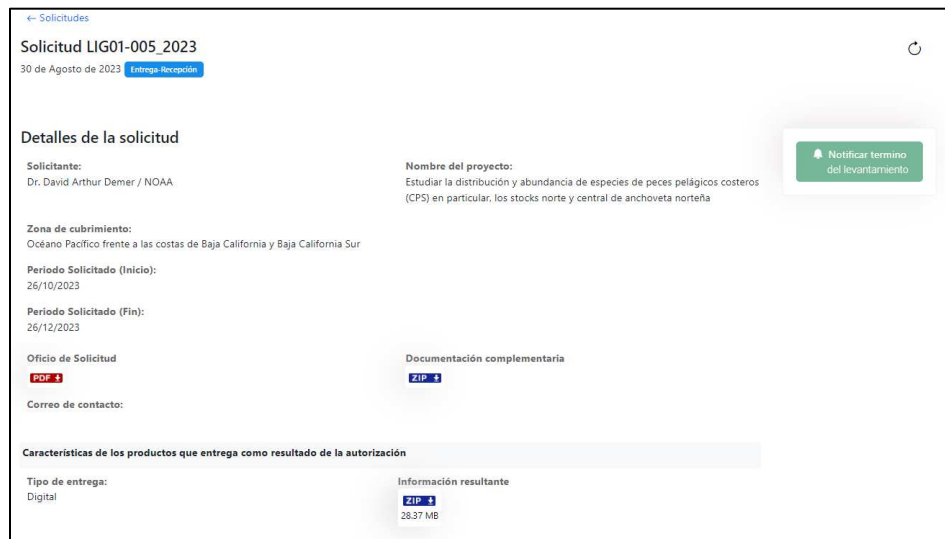 ← Solicitudes
Solicitud LIG01-005_2023
30 de Agosto de 2023 Entrega-Recepción
Detalles de la solicitud
Notificar termino
del levantamiento
Solicitante:
Dr. David Arthur Demer / NOAA
Nombre del proyecto:
Estudiar la distribución y abundancia de especies de peces pelágicos costeros
(CPS) en particular, los stocks norte y central de anchoveta norteña
Zona de cubrimiento:
Océano Pacífico frente a las costas de Baja California y Baja California Sur
Periodo Solicitado (Inicio):
26/10/2023
Periodo Solicitado (Fin):
26/12/2023
Oficio de Solicitud
PDF
Documentación complementaria
ZIP
Correo de contacto:
Características de los productos que entrega como resultado de la autorización
Tipo de entrega:
Digital
Información resultante
ZIP
28.37 MB